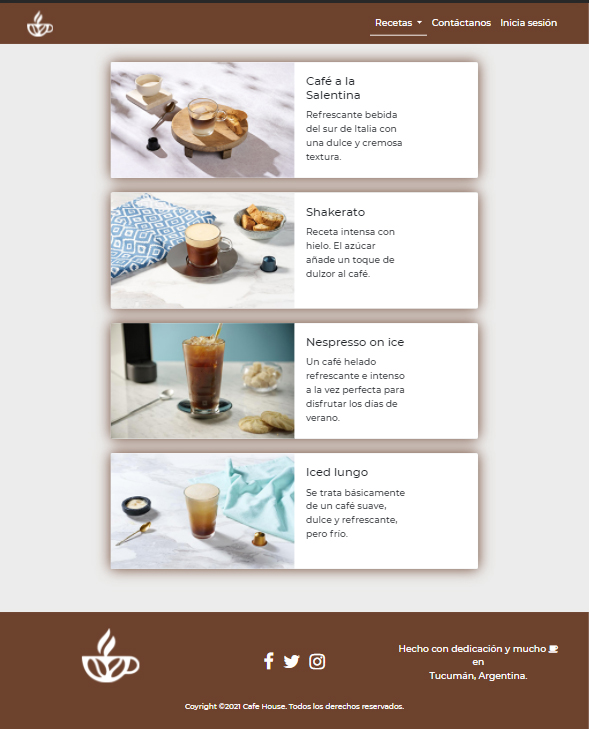 Recetas Contáctanos Inicia sesión
Café a la
Salentina
Refrescante bebida
del sur de Italia con
una dulce y cremosa
textura.
Shakerato
Receta intensa con
hielo. El azúcar
añade un toque de
dulzor al café.
Nespresso on ice
Un café helado
refrescante e intenso
a la vez perfecta para
disfrutar los días de
verano.
Iced lungo
Se trata básicamente
de un café suave,
dulce y refrescante,
pero frío.
Hecho con dedicación y mucho
en
Tucumán, Argentina.
Coyright ©2021 Cafe House. Todos los derechos reservados.